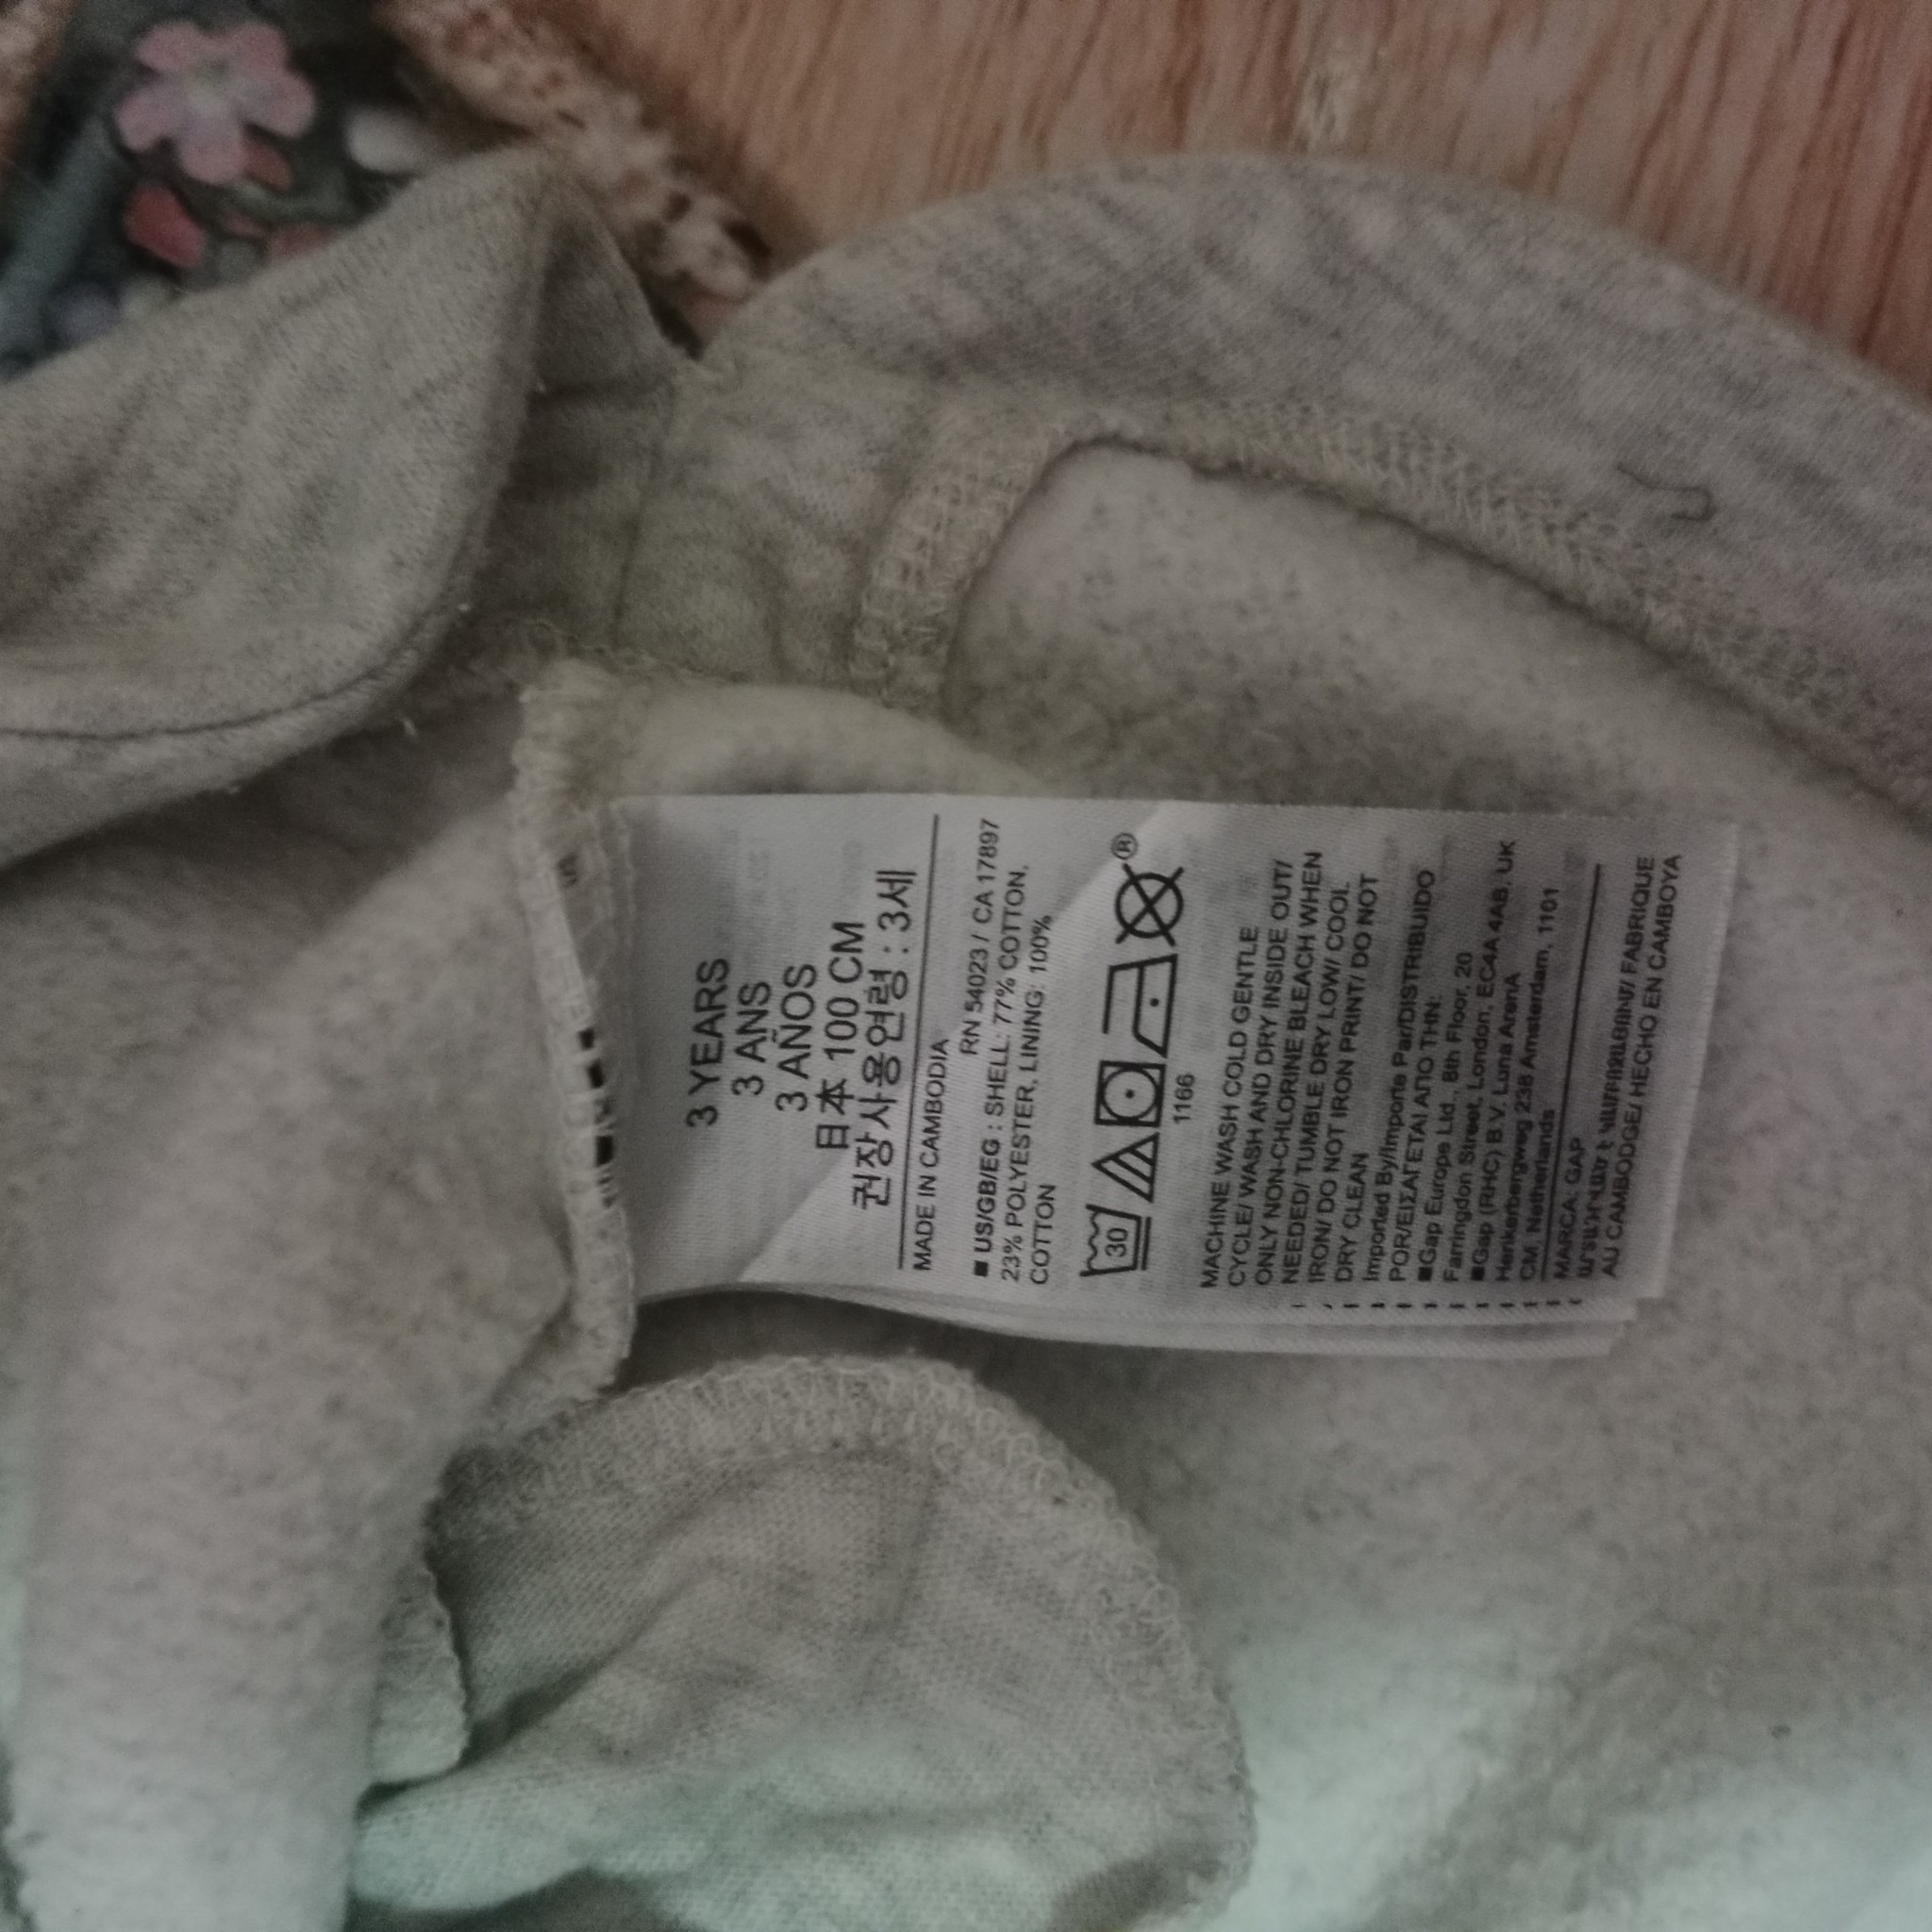 3 YEARS
3 ANS
3 AÑOS
日本 100 CM
권장사용연령 : 3세
MADE IN CAMBODIA
RN 54023 / CA 17897
■ US/GB/EG : SHELL: 77% COTTON,
23% POLYESTER, LINING: 100%
COTTON
30
®
1166
MACHINE WASH COLD GENTLE
CYCLE/ WASH AND DRY INSIDE OUT/
ONLY NON-CHLORINE BLEACH WHEN
NEEDED/ TUMBLE DRY LOW/ COOL
IRON/ DO NOT IRON PRINT/ DO NOT
DRY CLEAN
Imported By/Importe Par/DISTRIBUIDO
POR/ΕΙΣΑΓΕΤΑΙ ΑΠΟ ΤΗΝ:
■Gap Europe Ltd., 8th Floor, 20
Farringdon Street, London, EC4A 4AB, UK
■Gap (RHC) B.V. Luna ArenA
Herikerbergweg 238 Amsterdam, 1101
CM, Netherlands
MARCA: GAP
FABRIQUE
AU CAMBODGE/ HECHO EN CAMBOYA